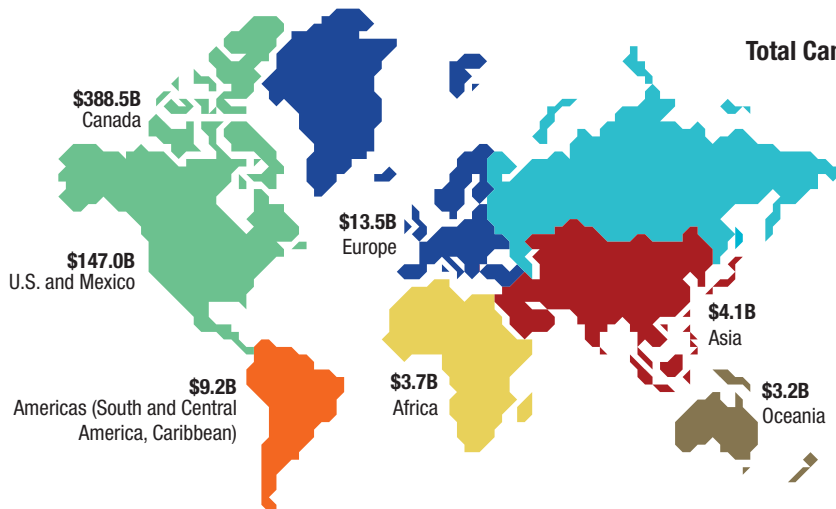 Total
$388.5B
Canada
$13.5B
Europe
$147.0B
U.S. and Mexico
$4.1B
Asia
$9.2B
Americas (South and Central
America, Caribbean)
$3.7B
Africa
$3.2B
Oceania